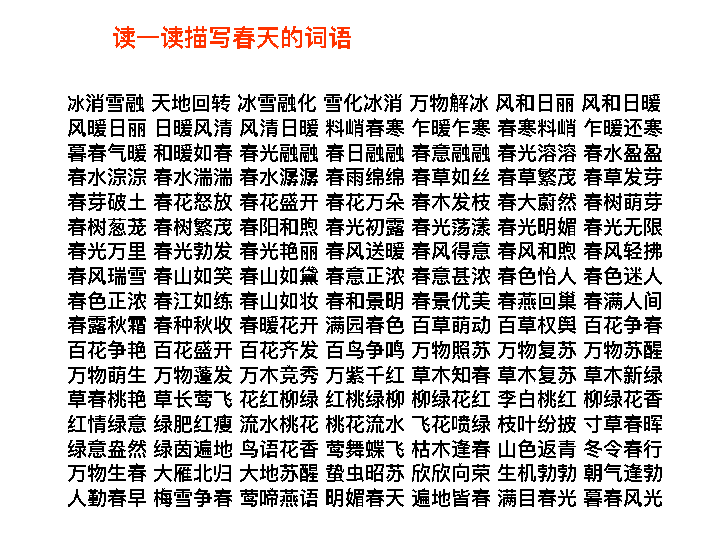 读一读描写春天的词语
冰消雪融 天地回转 冰雪融化 雪化冰消 万物解冰 风和日丽 风和日暖
风暖日丽 日暖风清 风清日暖 料峭春寒 乍暖乍寒 春寒料峭 乍暖还寒
暮春气暖 和暖如春 春光融融 春日融融 春意融融 春光溶溶 春水盈盈
春水淙淙 春水湍湍 春水潺潺 春雨绵绵 春草如丝 春草繁茂 春草发芽
春芽破土 春花怒放 春花盛开 春花万朵 春木发枝 春大蔚然 春树萌芽
春树葱茏 春树繁茂 春阳和煦 春光初露 春光荡漾 春光明媚 春光无限
春光万里 春光勃发 春光艳丽 春风送暖 春风得意 春风和煦 春风轻拂
春风瑞雪 春山如笑 春山如黛 春意正浓 春意甚浓 春色怡人 春色迷人
春色正浓 春江如练 春山如妆 春和景明 春景优美 春燕回巢 春满人间
春露秋霜 春种秋收 春暖花开 满园春色 百草萌动 百草权舆 百花争春
百花争艳 百花盛开 百花齐发 百鸟争鸣 万物照苏 万物复苏 万物苏醒
万物萌生 万物蓬发 万木竞秀 万紫千红 草木知春 草木复苏 草木新绿
草春桃艳 草长莺飞 花红柳绿 红桃绿柳 柳绿花红 李白桃红 柳绿花香
红情绿意 绿肥红瘦 流水桃花 桃花流水 飞花喷绿 枝叶纷披 寸草春晖
绿意盎然 绿茵遍地 鸟语花香 莺舞蝶飞 枯木逢春 山色返青 冬令春行
万物生春 大雁北归 大地苏醒 蛰虫昭苏 欣欣向荣 生机勃勃 朝气逢勃
人勤春早 梅雪争春 莺啼燕语 明媚春天 遍地皆春 满目春光 暮春风光